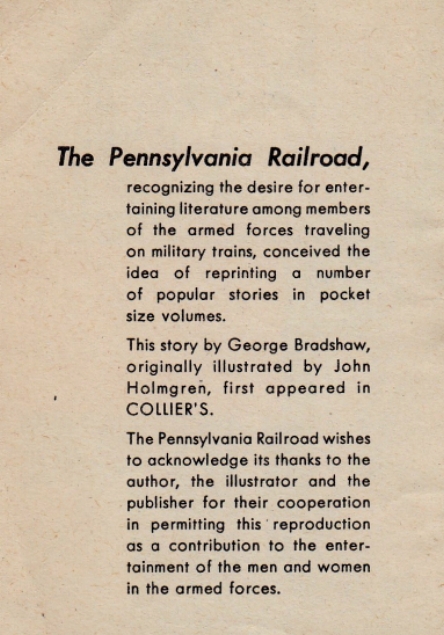 The Pennsylvania Railroad,
recognizing the desire for enter-
taining literature among members
of the armed forces traveling
on military trains, conceived the
idea of reprinting a number
of popular stories in pocket
size volumes.
This story by George Bradshaw,
originally illustrated by John
Holmgren, first appeared in
COLLIER'S.
The Pennsylvania Railroad wishes
to acknowledge its thanks to the
author, the illustrator and the
publisher for their cooperation
in permitting this reproduction
as a contribution to the enter-
tainment of the men and women
in the armed forces.